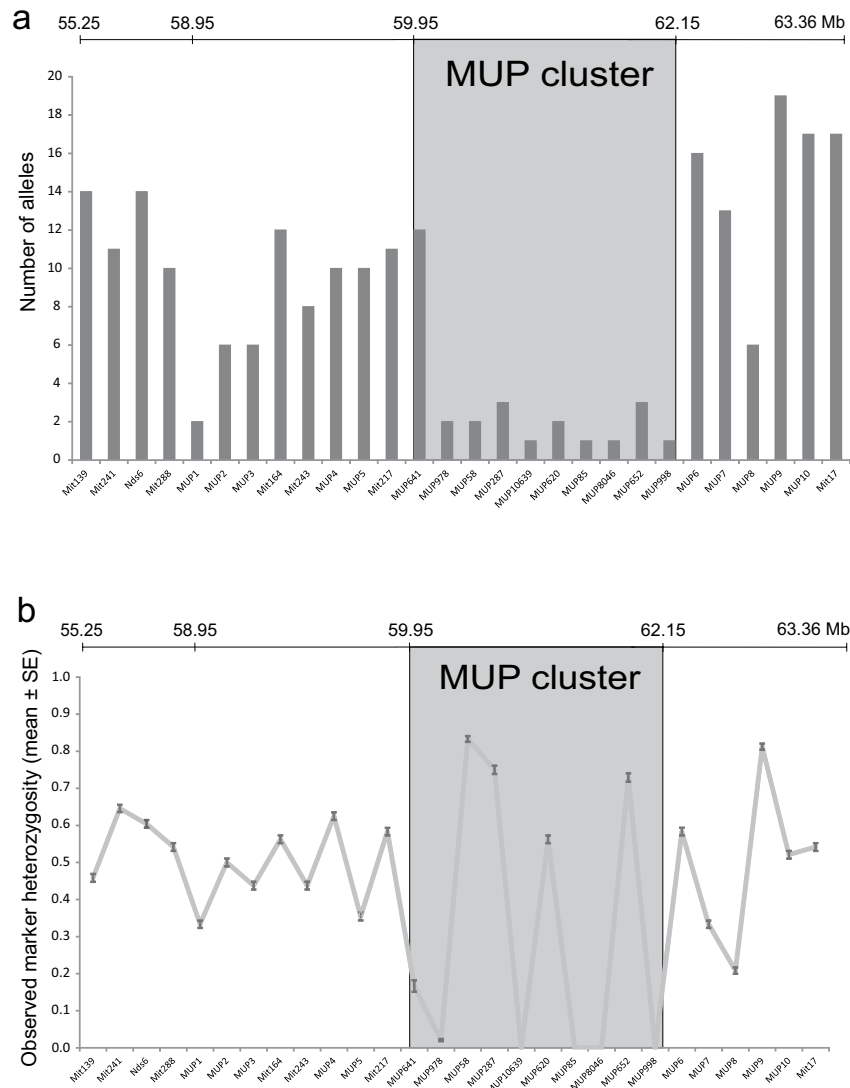 a
55.25 58.95 59.95 62.15 63.36 Mb
MUP cluster
Number of alleles
20
18
16
14
12
10
8
6
4
2
0
Mit139 Mit241 Nds6 Mit288 MUP1 MUP2 MUP3 Mit164 Mit243 MUP4 MUP5 Mit217 MUP641 MUP978 MUP58 MUP287 MUP10639 MUP620 MUP85 MUP8046 MUP652 MUP998 MUP6 MUP7 MUP8 MUP9 MUP10 Mit17
b
55.25 58.95 59.95 62.15 63.36 Mb
MUP cluster
Observed marker heterozygosity (mean ± SE)
1.0
0.9
0.8
0.7
0.6
0.5
0.4
0.3
0.2
0.1
0.0
Mit139 Mit241 Nds6 Mit288 MUP1 MUP2 MUP3 Mit164 Mit243 MUP4 MUP5 Mit217 MUP641 MUP978 MUP58 MUP287 MUP10639 MUP620 MUP85 MUP8046 MUP652 MUP998 MUP6 MUP7 MUP8 MUP9 MUP10 Mit17